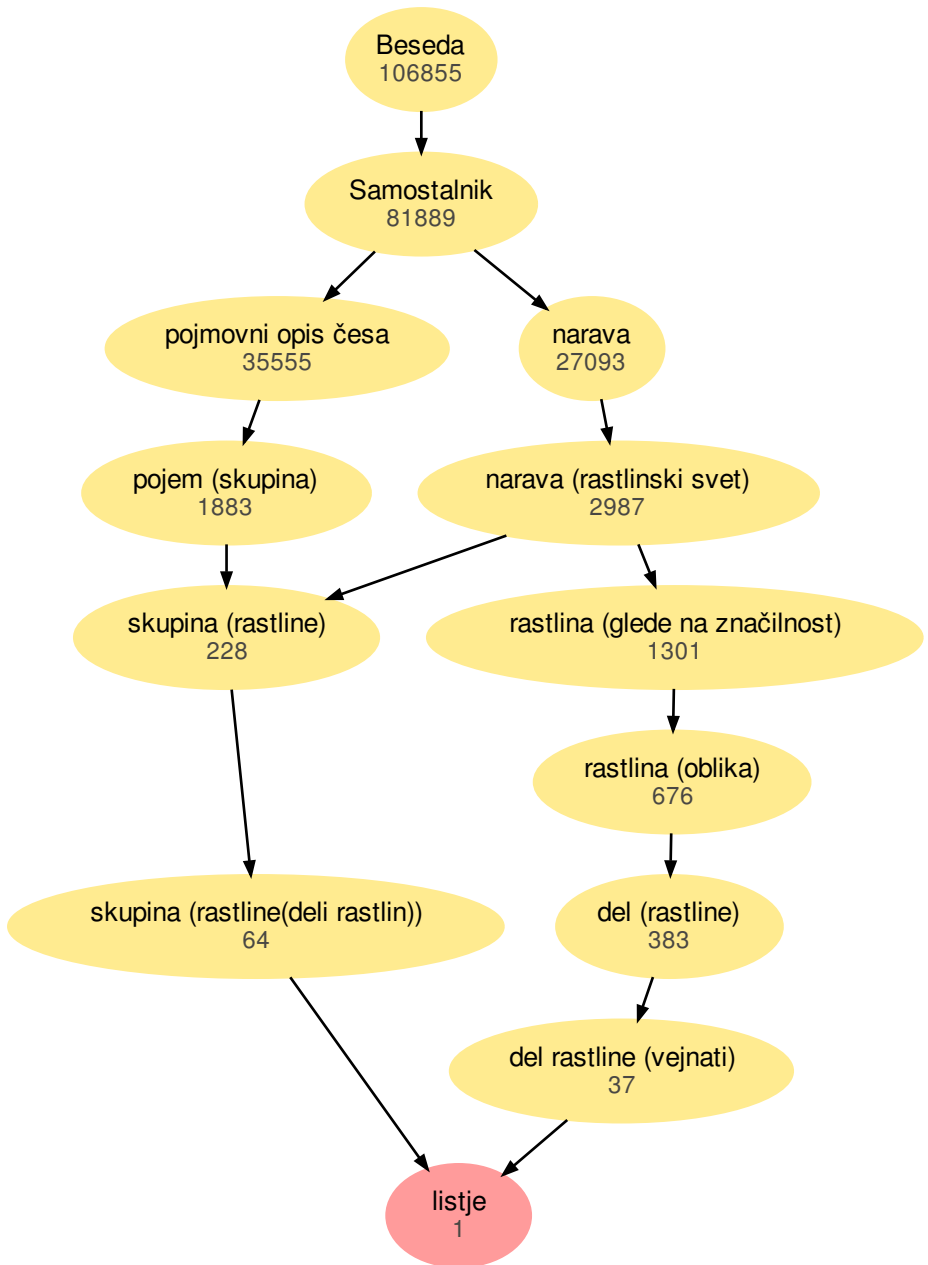 Beseda
106855
Samostalnik
81889
pojmovni opis česa
35555
narava
27093
pojem (skupina)
1883
narava (rastlinski svet)
2987
skupina (rastline)
228
rastlina (glede na značilnost)
1301
rastlina (oblika)
676
skupina (rastline(deli rastlin))
64
del (rastline)
383
del rastline (vejnati)
37
listje
1